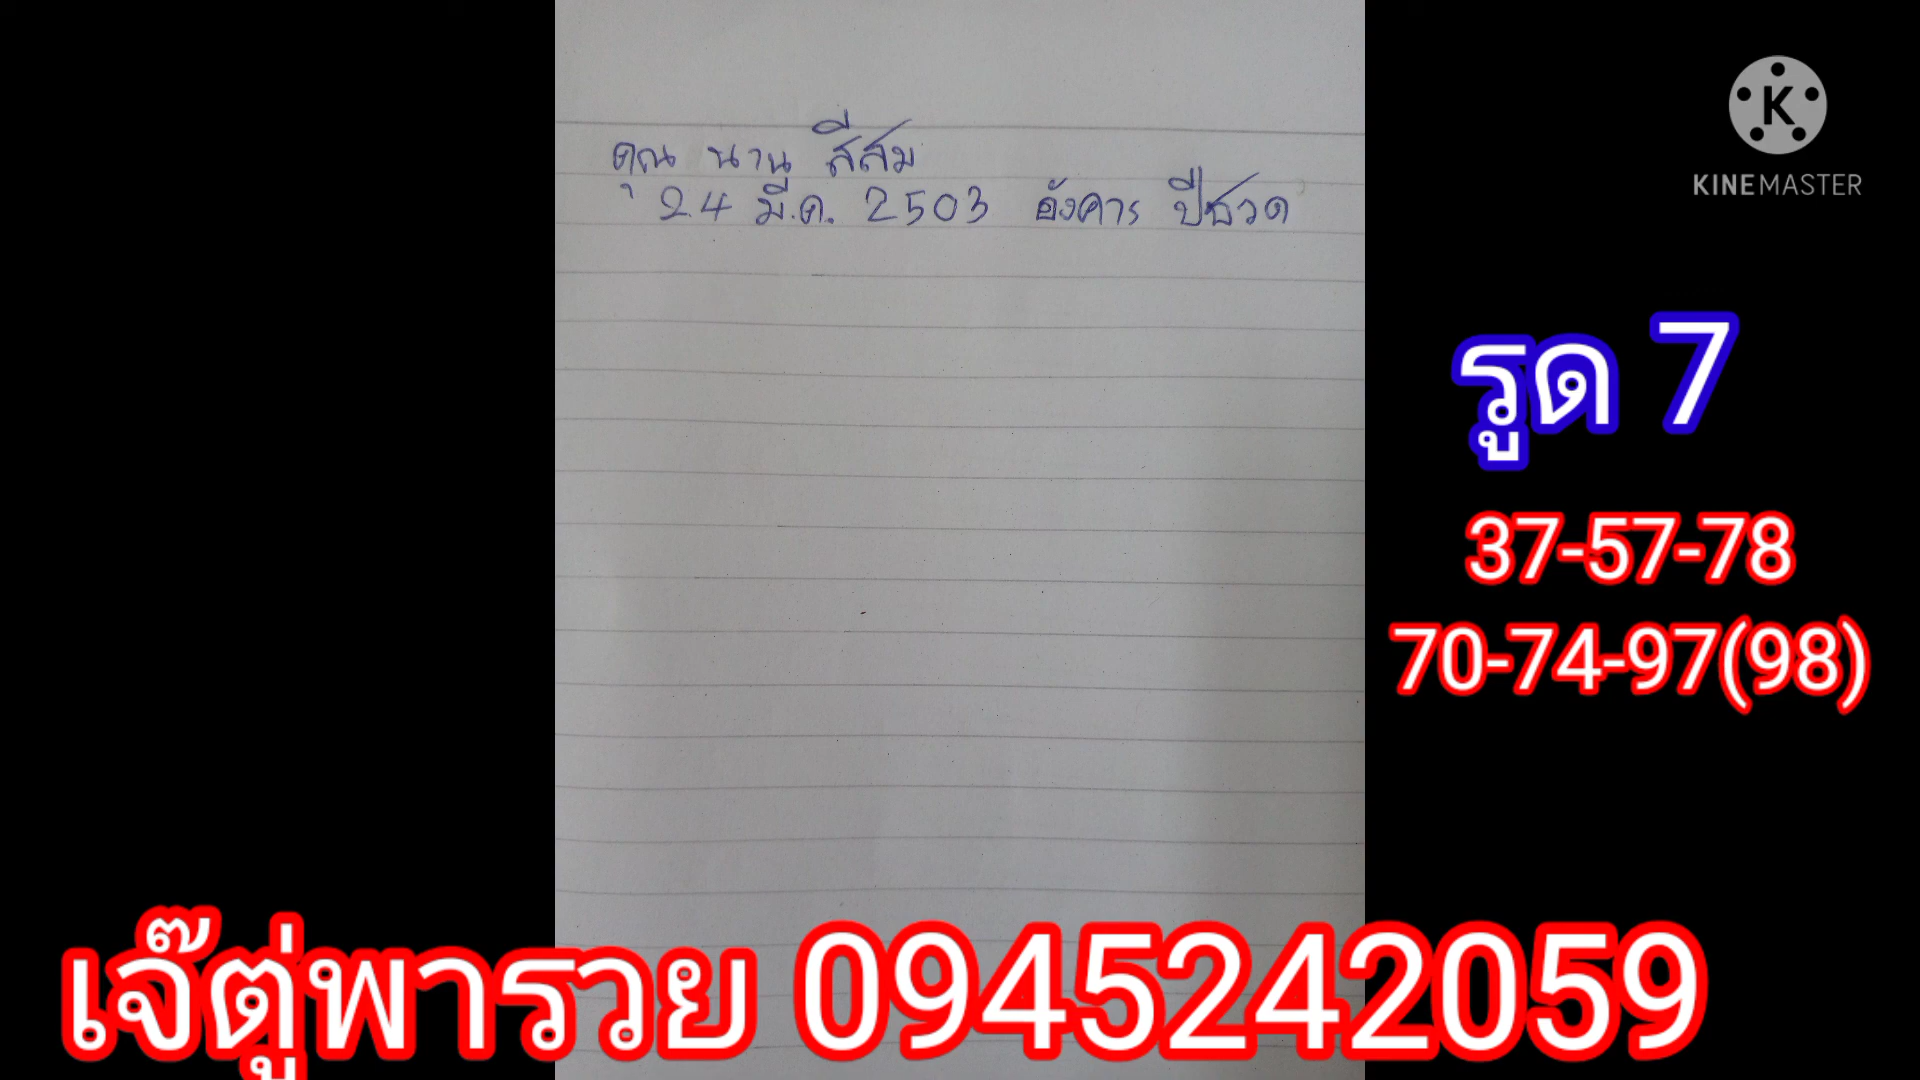 คุณ นาน สีสม
24 มี.ค. 2503 อังคาร ปีชวด
KINEMASTER
รูด 7
37-57-78
70-74-97(98)
เจ๊ตู่พารวย 0945242059